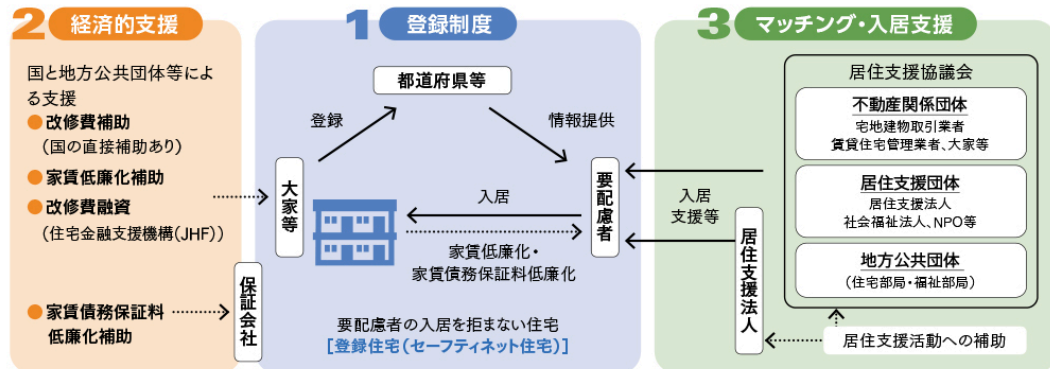 2 経済的支援
国と地方公共団体等によ
る支援
●改修費補助
(国の直接補助あり)
●家賃低廉化補助
●改修費融資
(住宅金融支援機構(JHF))
●家賃債務保証料
低廉化補助
保証会社
1 登録制度
都道府県等
登録
情報提供
大家等
要配慮者
入居
家賃低廉化・
家賃債務保証料低廉化
要配慮者の入居を拒まない住宅
[登録住宅(セーフティネット住宅)]
3 マッチング・入居支援
居住支援協議会
不動産関係団体
宅地建物取引業者
賃貸住宅管理業者、大家等
居住支援団体
居住支援法人
社会福祉法人、NPO等
地方公共団体
(住宅部局・福祉部局)
入居
支援等
居住支援法人
居住支援活動への補助